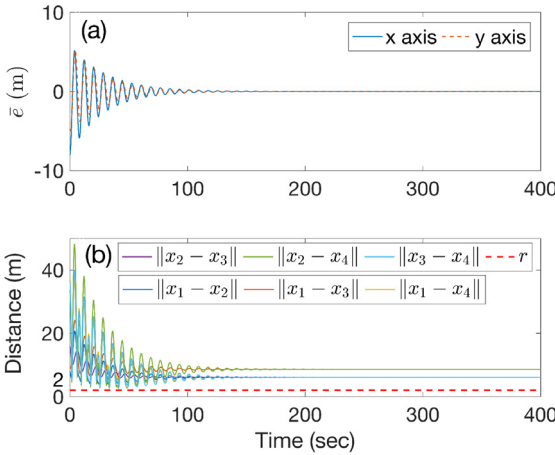 (a)
x axis y axis
10
0
-10
ē (m)
0 100 200 300 400
(b)
‖x₂ − x₃‖ ‖x₂ − x₄‖ ‖x₃ − x₄‖ r
‖x₁ − x₂‖ ‖x₁ − x₃‖ ‖x₁ − x₄‖
40
20
2
0
Distance (m)
0 100 200 300 400
Time (sec)